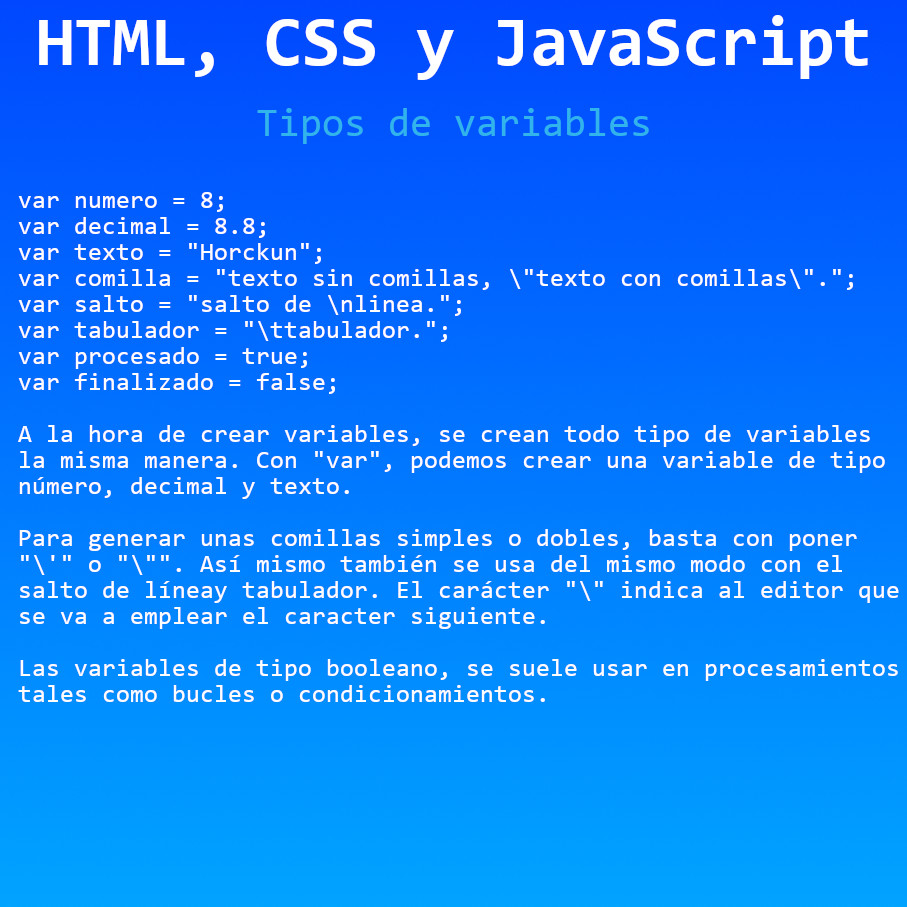 HTML, CSS y JavaScript
Tipos de variables
var numero = 8;
var decimal = 8.8;
var texto = "Horckun";
var comilla = "texto sin comillas, \"texto con comillas\".";
var salto = "salto de \nlinea.";
var tabulador = "\ttabulador.";
var procesado = true;
var finalizado = false;
A la hora de crear variables, se crean todo tipo de variables
la misma manera. Con "var", podemos crear una variable de tipo
número, decimal y texto.
Para generar unas comillas simples o dobles, basta con poner
"\'" o "\"". Así mismo también se usa del mismo modo con el
salto de líneay tabulador. El carácter "\" indica al editor que
se va a emplear el caracter siguiente.
Las variables de tipo booleano, se suele usar en procesamientos
tales como bucles o condicionamientos.